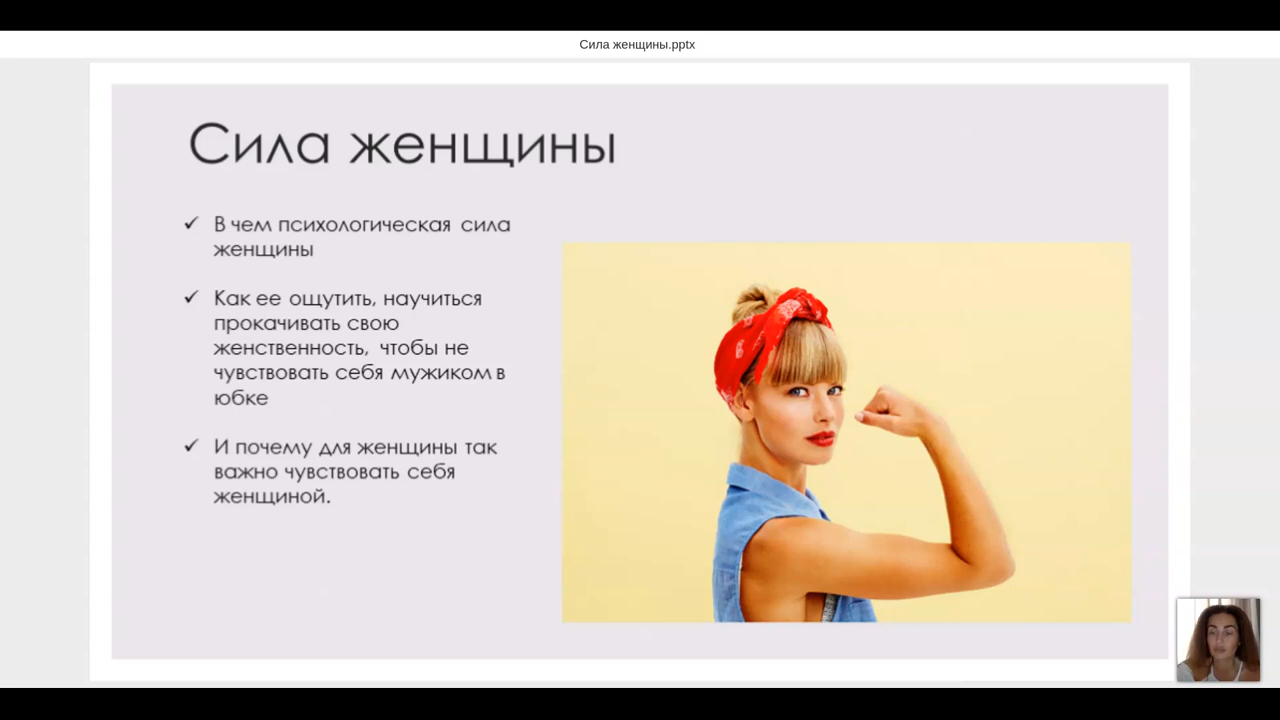 Сила женщины.pptx
Сила женщины
В чем психологическая сила
женщины
Как ее ощутить, научиться
прокачивать свою
женственность, чтобы не
чувствовать себя мужиком в
юбке
И почему для женщины так
важно чувствовать себя
женщиной.